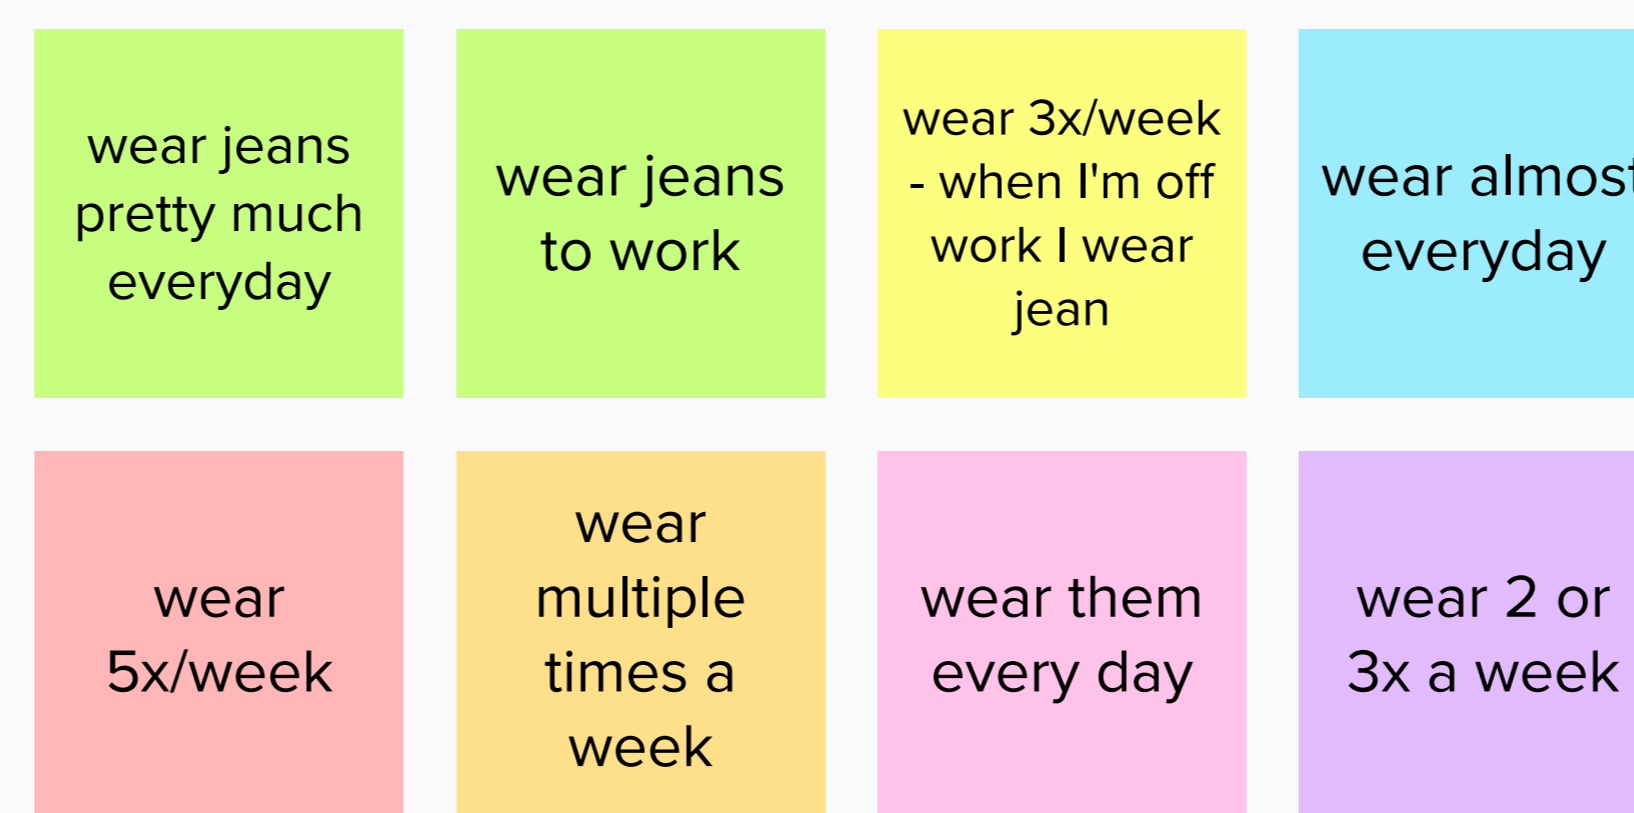 wear jeans
pretty much
everyday
wear jeans
to work
wear 3x/week
- when I'm off
work I wear
jean
wear almost
everyday
wear
5x/week
wear
multiple
times a
week
wear them
every day
wear 2 or
3x a week